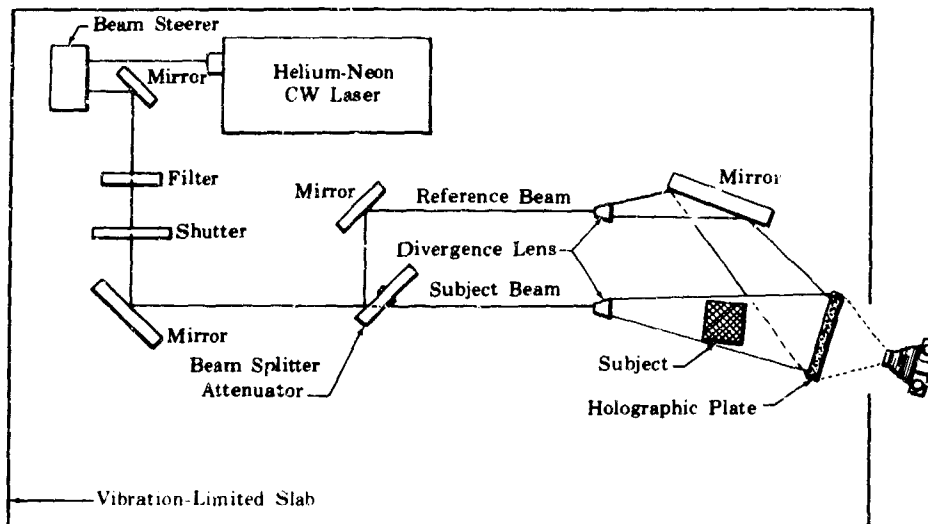 Beam Steerer
Mirror
Helium-Neon
CW Laser
Filter
Shutter
Mirror
Mirror
Reference Beam
Mirror
Divergence Lens
Subject Beam
Beam Splitter
Attenuator
Subject
Holographic Plate
Vibration-Limited Slab